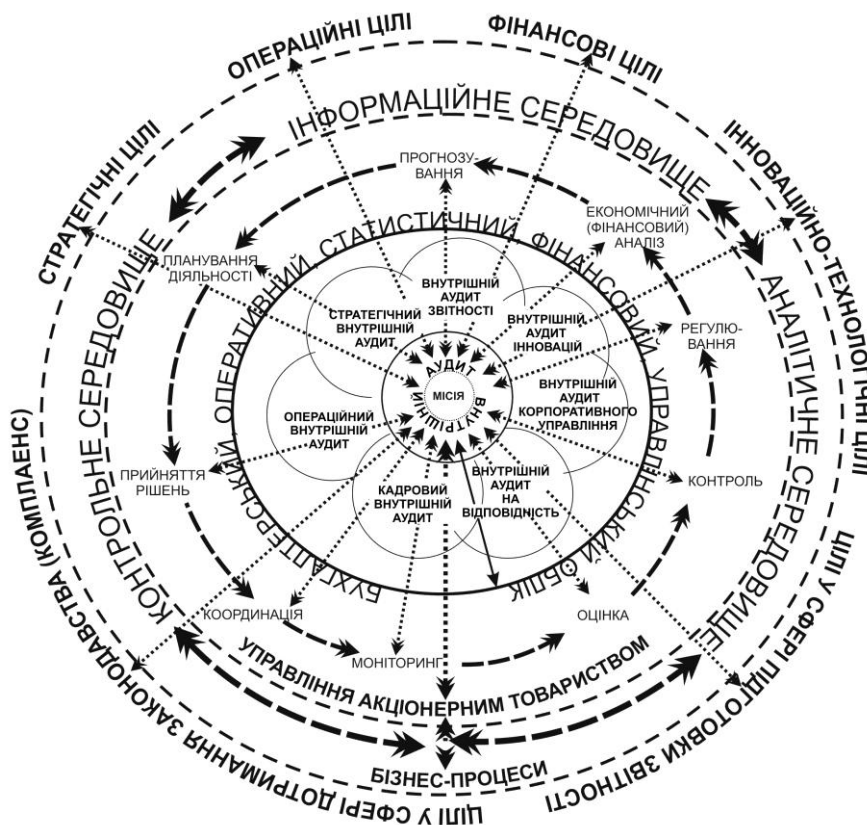 ОПЕРАЦІЙНІ ЦІЛІ
ФІНАНСОВІ ЦІЛІ
СТРАТЕГІЧНІ ЦІЛІ
ІННОВАЦІЙНО-ТЕХНОЛОГІЧНІ ЦІЛІ
ЦІЛІ У СФЕРІ ПІДГОТОВКИ ЗВІТНОСТІ
ЦІЛІ У СФЕРІ ДОТРИМАННЯ ЗАКОНОДАВСТВА (КОМПЛАЕНС)
ІНФОРМАЦІЙНЕ СЕРЕДОВИЩЕ
АНАЛІТИЧНЕ СЕРЕДОВИЩЕ
КОНТРОЛЬНЕ СЕРЕДОВИЩЕ
ПРОГНОЗУ-
ВАННЯ
ЕКОНОМІЧНИЙ
(ФІНАНСОВИЙ)
АНАЛІЗ
ПЛАНУВАННЯ
ДІЯЛЬНОСТІ
РЕГУЛЮ-
ВАННЯ
ПРИЙНЯТТЯ
РІШЕНЬ
КОНТРОЛЬ
КООРДИНАЦІЯ
МОНІТОРИНГ
ОЦІНКА
БУХГАЛТЕРСЬКИЙ, ОПЕРАТИВНИЙ, СТАТИСТИЧНИЙ, ФІНАНСОВИЙ, УПРАВЛІНСЬКИЙ ОБЛІК
ВНУТРІШНІЙ
АУДИТ
ЗВІТНОСТІ
СТРАТЕГІЧНИЙ
ВНУТРІШНІЙ
АУДИТ
ВНУТРІШНІЙ
АУДИТ
ІННОВАЦІЙ
ВНУТРІШНІЙ
АУДИТ
КОРПОРАТИВНОГО
УПРАВЛІННЯ
ОПЕРАЦІЙНИЙ
ВНУТРІШНІЙ
АУДИТ
КАДРОВИЙ
ВНУТРІШНІЙ
АУДИТ
ВНУТРІШНІЙ
АУДИТ
НА
ВІДПОВІДНІСТЬ
ВНУТРІШНІЙ АУДИТ
МІСІЯ
УПРАВЛІННЯ АКЦІОНЕРНИМ ТОВАРИСТВОМ
БІЗНЕС-ПРОЦЕСИ